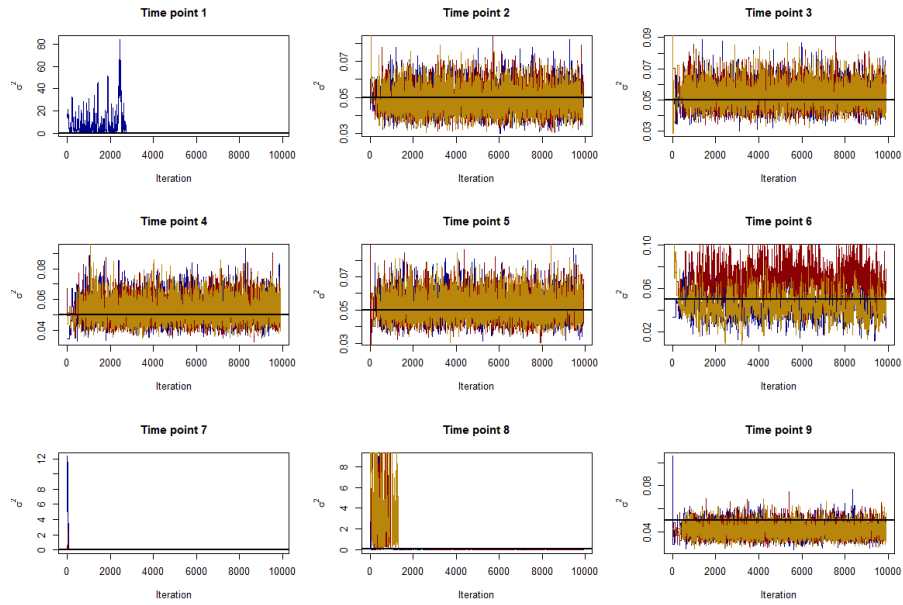 Time point 1
Time point 2
Time point 3
σ²
0 20 40 60 80
0 2000 4000 6000 8000 10000
Iteration
σ²
0.03 0.05 0.07
0 2000 4000 6000 8000 10000
Iteration
σ²
0.03 0.05 0.07 0.09
0 2000 4000 6000 8000 10000
Iteration
Time point 4
Time point 5
Time point 6
σ²
0.04 0.06 0.08
0 2000 4000 6000 8000 10000
Iteration
σ²
0.03 0.05 0.07
0 2000 4000 6000 8000 10000
Iteration
σ²
0.02 0.06 0.10
0 2000 4000 6000 8000 10000
Iteration
Time point 7
Time point 8
Time point 9
σ²
0 2 4 6 8 12
0 2000 4000 6000 8000 10000
Iteration
σ²
0 2 4 6 8
0 2000 4000 6000 8000 10000
Iteration
σ²
0.04 0.08
0 2000 4000 6000 8000 10000
Iteration